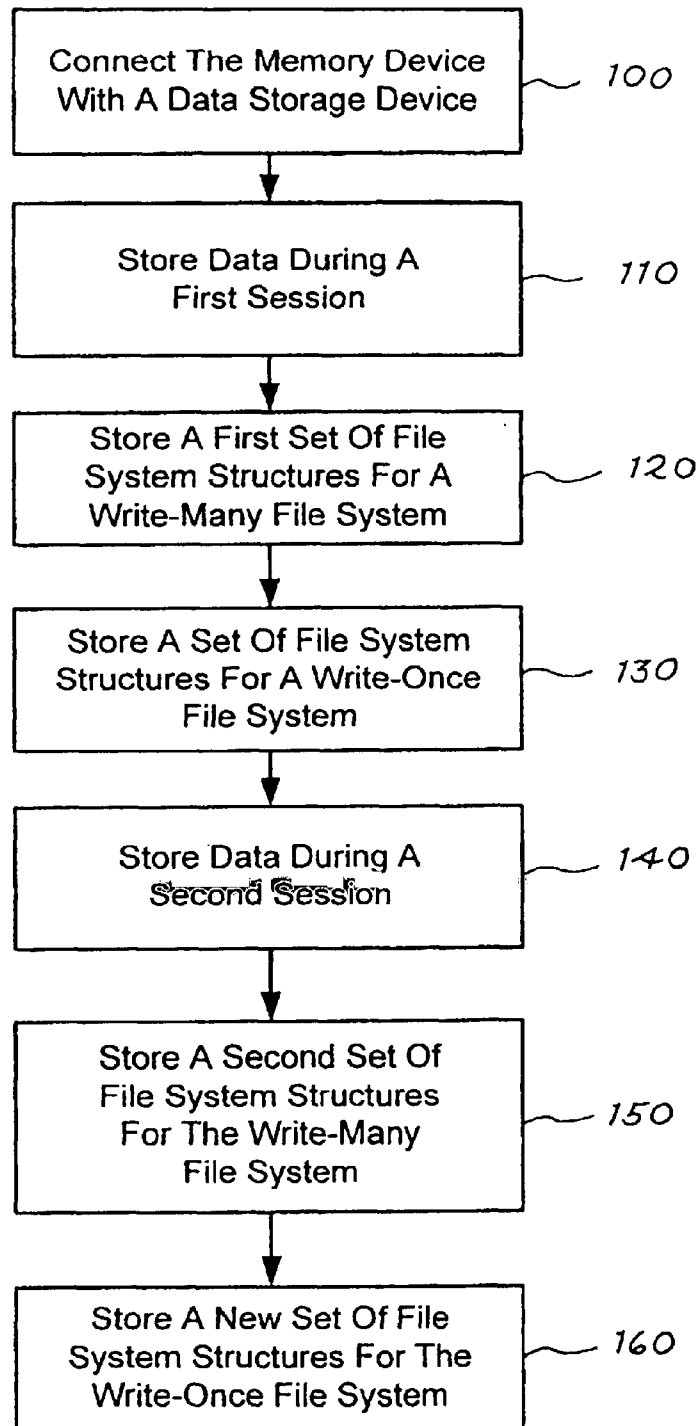 Connect The Memory Device
With A Data Storage Device
100
Store Data During A
First Session
110
Store A First Set Of File
System Structures For A
Write-Many File System
120
Store A Set Of File System
Structures For A Write-Once
File System
130
Store Data During A
Second Session
140
Store A Second Set Of
File System Structures
For The Write-Many
File System
150
Store A New Set Of File
System Structures For The
Write-Once File System
160